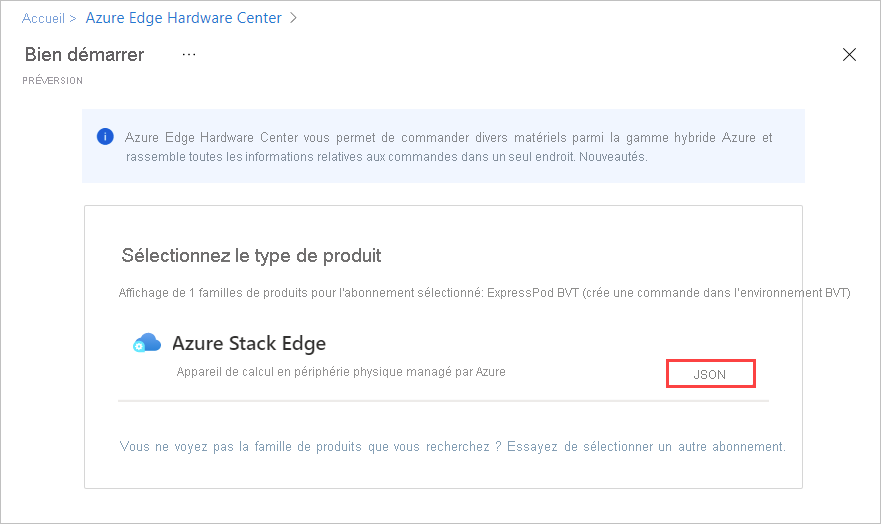 Accueil > Azure Edge Hardware Center >
Bien démarrer ...
PRÉVERSION
Azure Edge Hardware Center vous permet de commander divers matériels parmi la gamme hybride Azure et
rassemble toutes les informations relatives aux commandes dans un seul endroit. Nouveautés.
Sélectionnez le type de produit
Affichage de 1 familles de produits pour l'abonnement sélectionné: ExpressPod BVT (crée une commande dans l'environnement BVT)
Azure Stack Edge
Appareil de calcul en périphérie physique managé par Azure
JSON
Vous ne voyez pas la famille de produits que vous recherchez ? Essayez de sélectionner un autre abonnement.